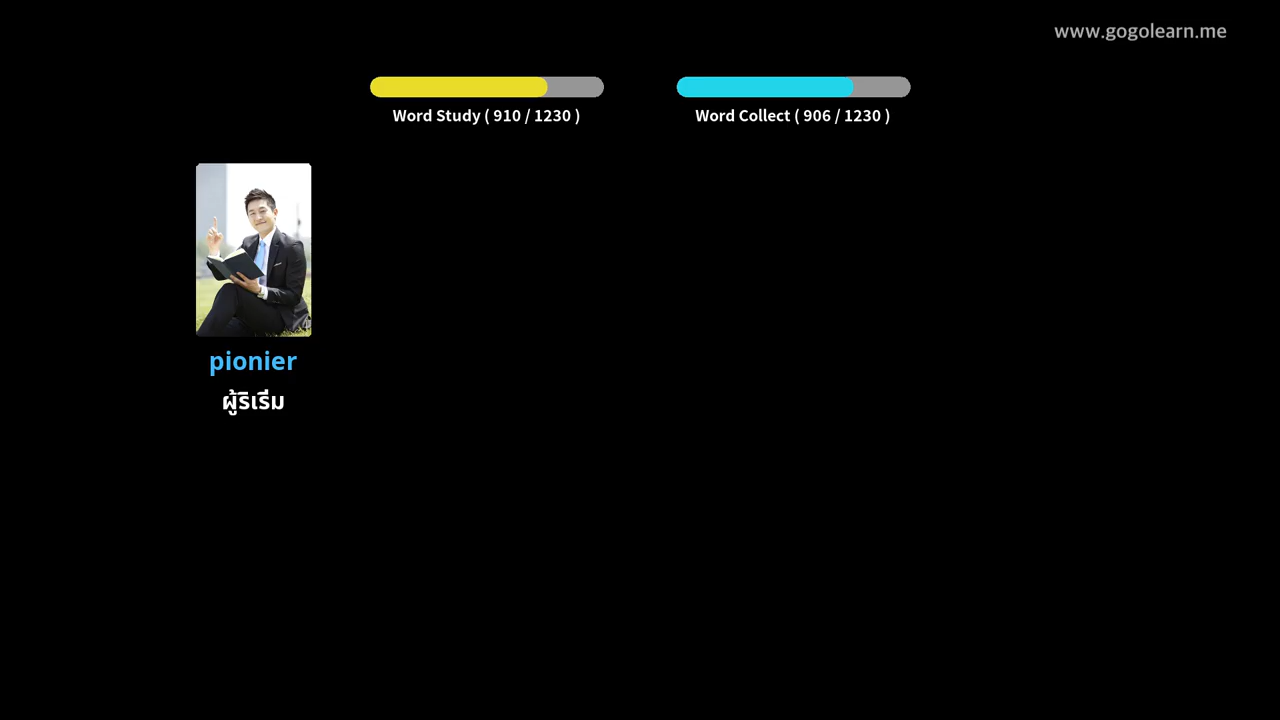 www.gogolearn.me
Word Study ( 910 / 1230 )
Word Collect ( 906 / 1230 )
pionier
ผู้ริเริ่ม